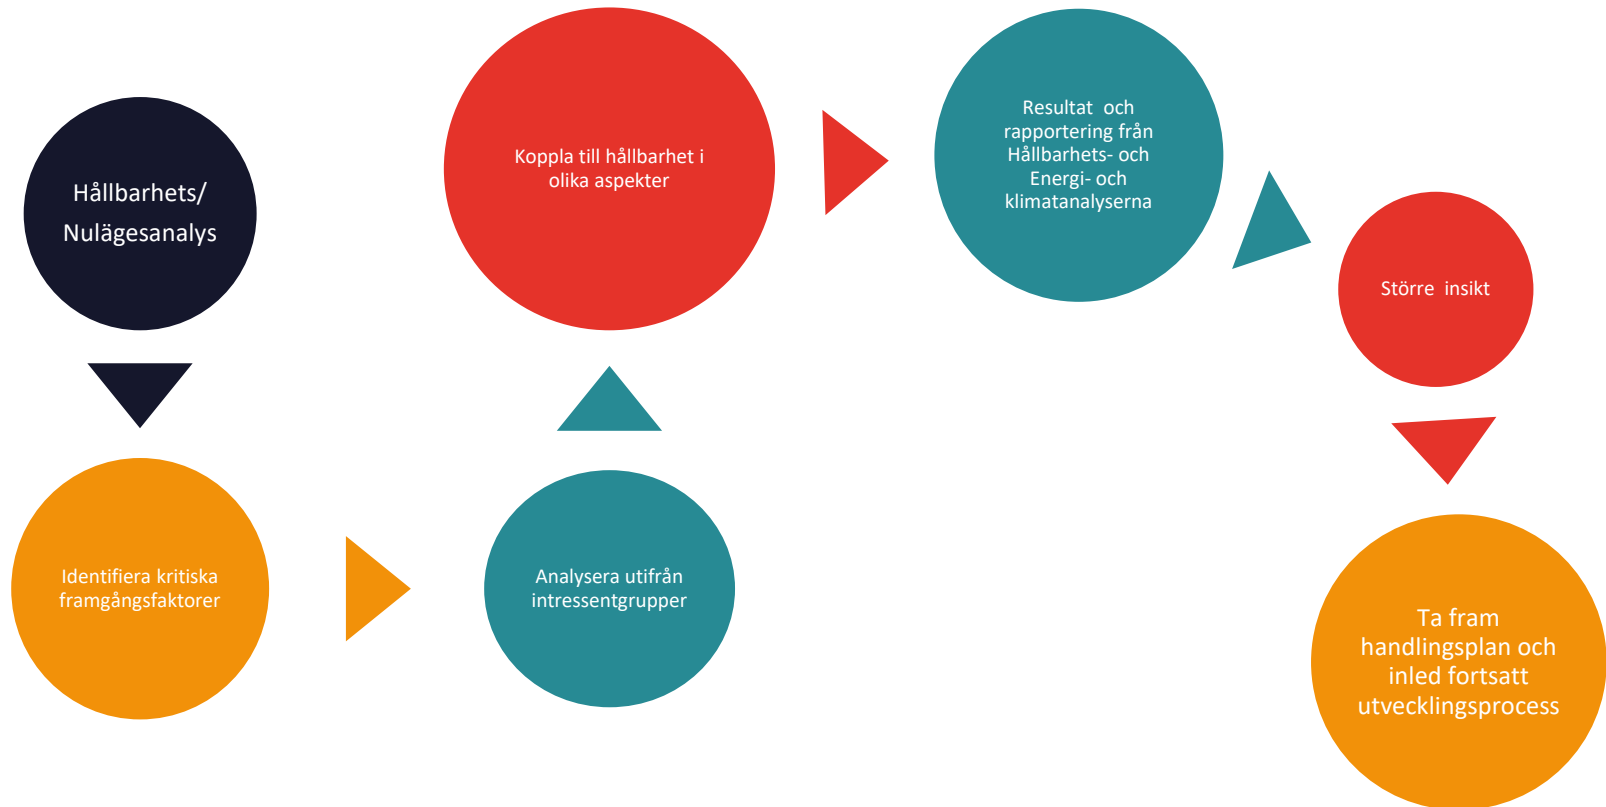 Hållbarhets/
Nulägesanalys
Identifiera kritiska
framgångsfaktorer
Analysera utifrån
intressentgrupper
Koppla till hållbarhet i
olika aspekter
Resultat och
rapportering från
Hållbarhets- och
Energi- och
klimatanalyserna
Större insikt
Ta fram
handlingsplan och
inled fortsatt
utvecklingsprocess